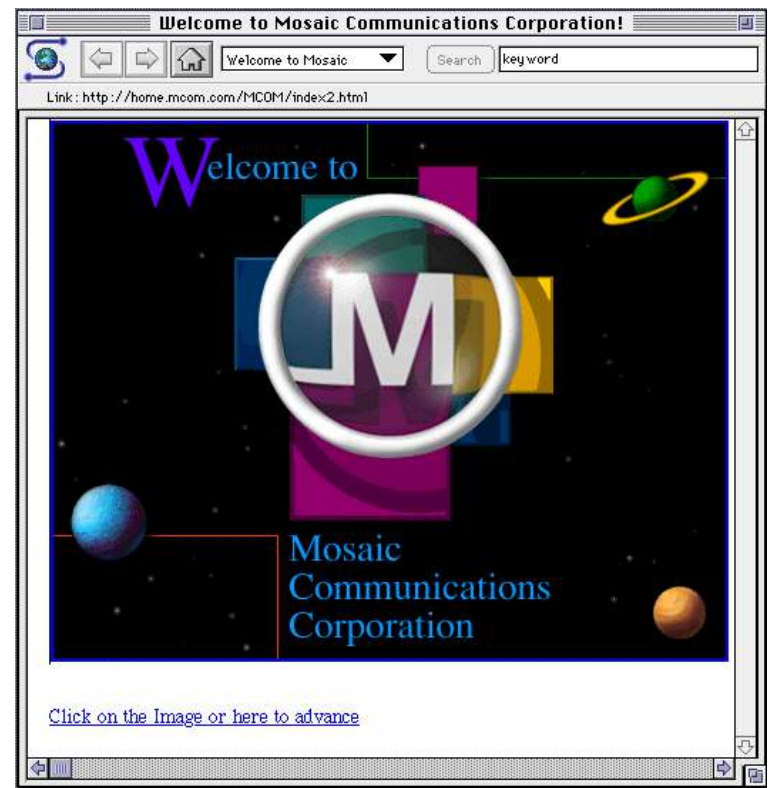 Welcome to Mosaic Communications Corporation!
Welcome to Mosaic
Search
keyword
Link: http://home.mcom.com/MCOM/index2.html
Welcome to
M
Mosaic
Communications
Corporation
Click on the Image or here to advance